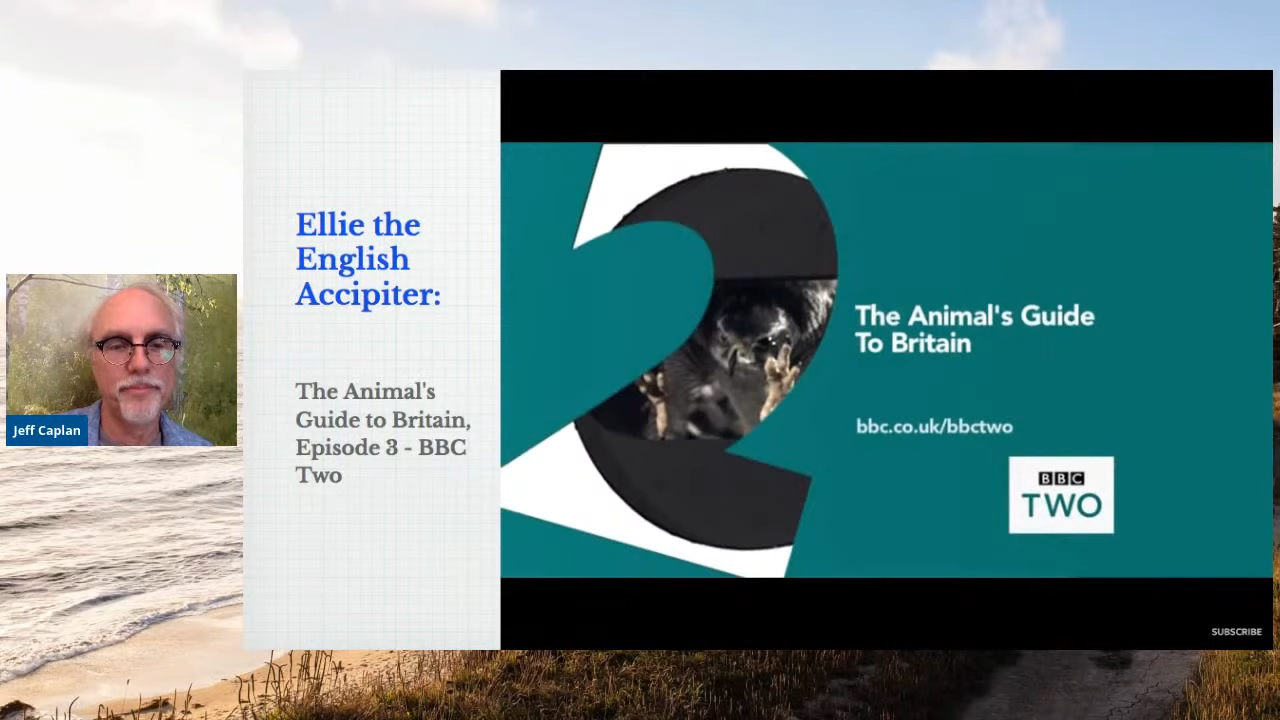 Jeff Caplan
Ellie the
English
Accipiter:
The Animal's
Guide to Britain,
Episode 3 - BBC
Two
2
The Animal's Guide
To Britain
bbc.co.uk/bbctwo
BBC
TWO
SUBSCRIBE